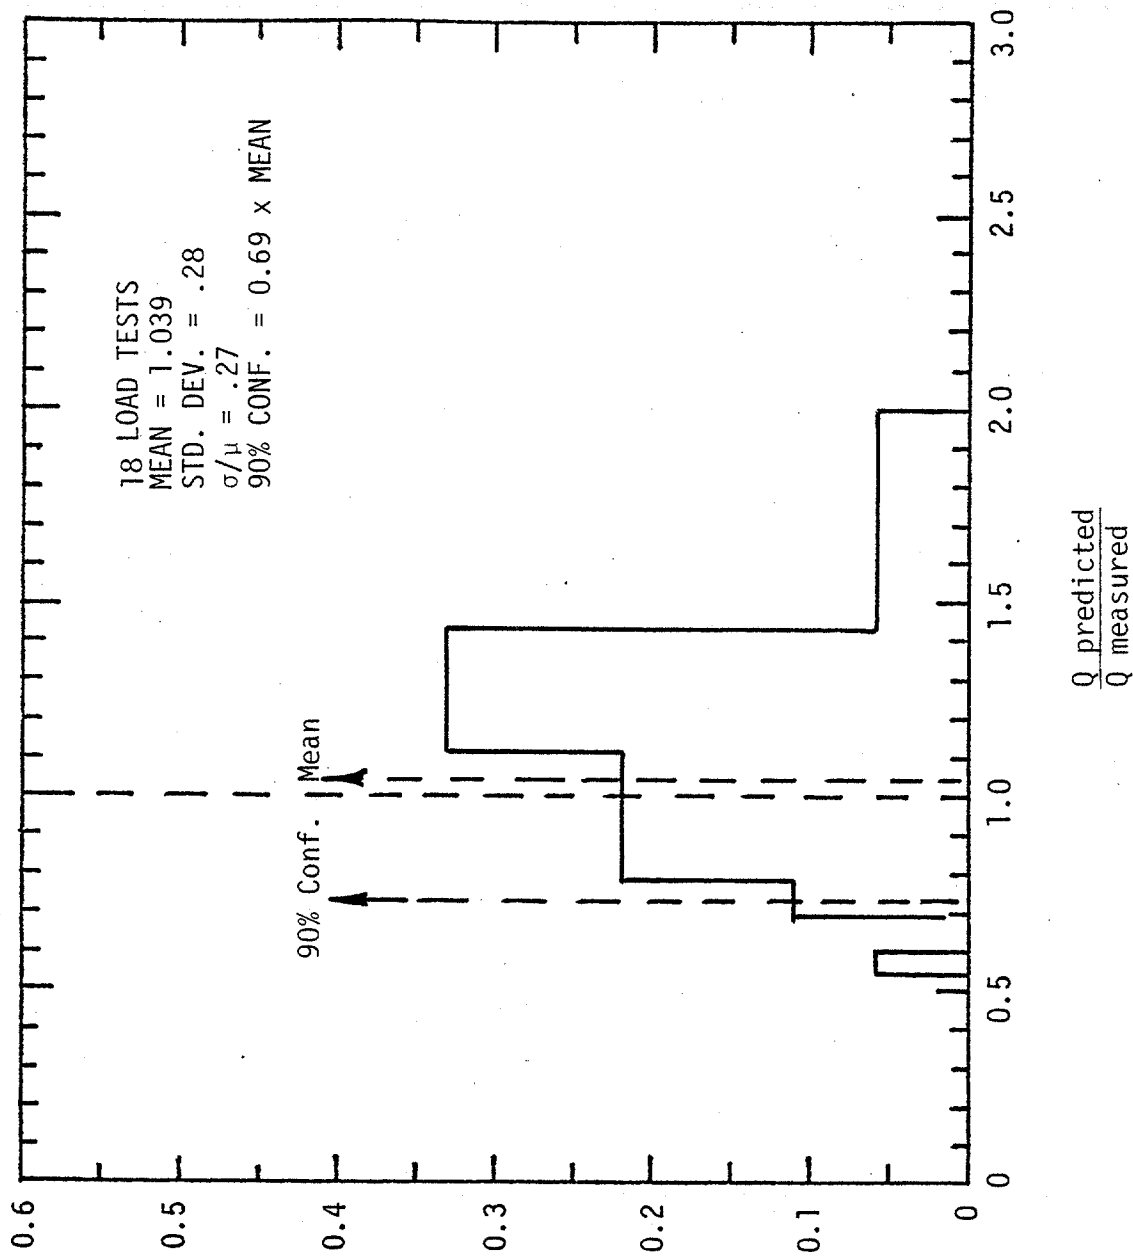 18 LOAD TESTS
MEAN = 1.039
STD. DEV. = .28
σ/μ = .27
90% CONF. = 0.69 x MEAN
90% Conf.
Mean
0.6
0.5
0.4
0.3
0.2
0.1
0
0
0.5
1.0
1.5
2.0
2.5
3.0
Q predicted
Q measured